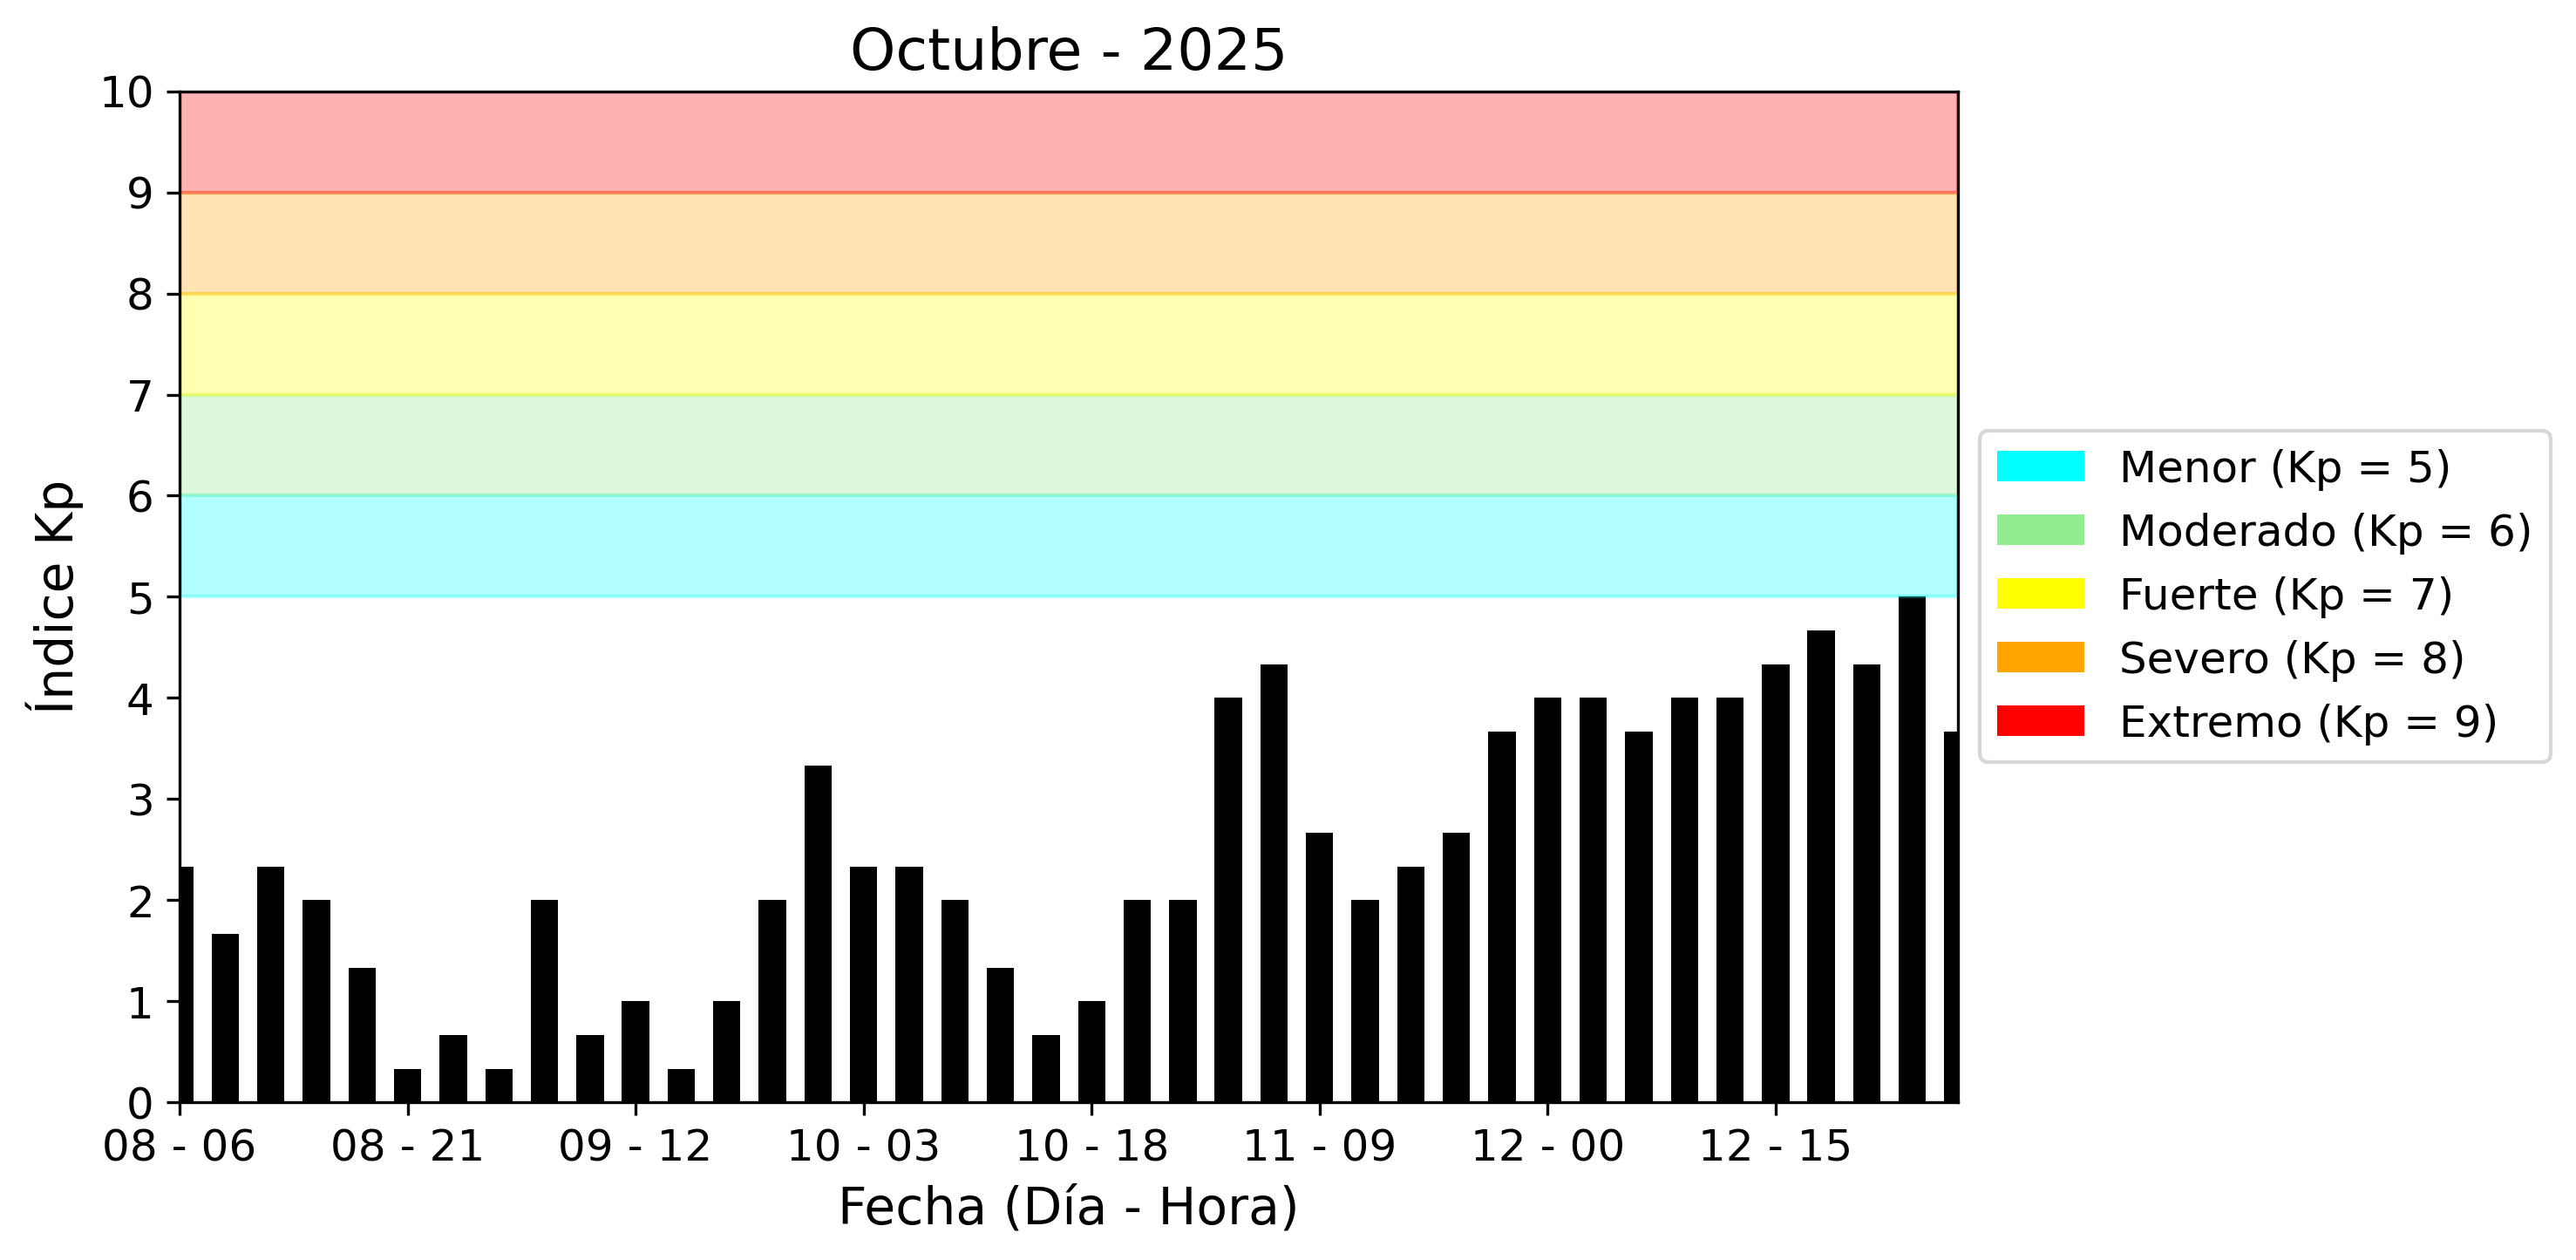 Octubre - 2025
10
9
8
7
6
5
4
3
2
1
0
Índice Kp
08 - 06
08 - 21
09 - 12
10 - 03
10 - 18
11 - 09
12 - 00
12 - 15
Fecha (Día - Hora)
Menor (Kp = 5)
Moderado (Kp = 6)
Fuerte (Kp = 7)
Severo (Kp = 8)
Extremo (Kp = 9)